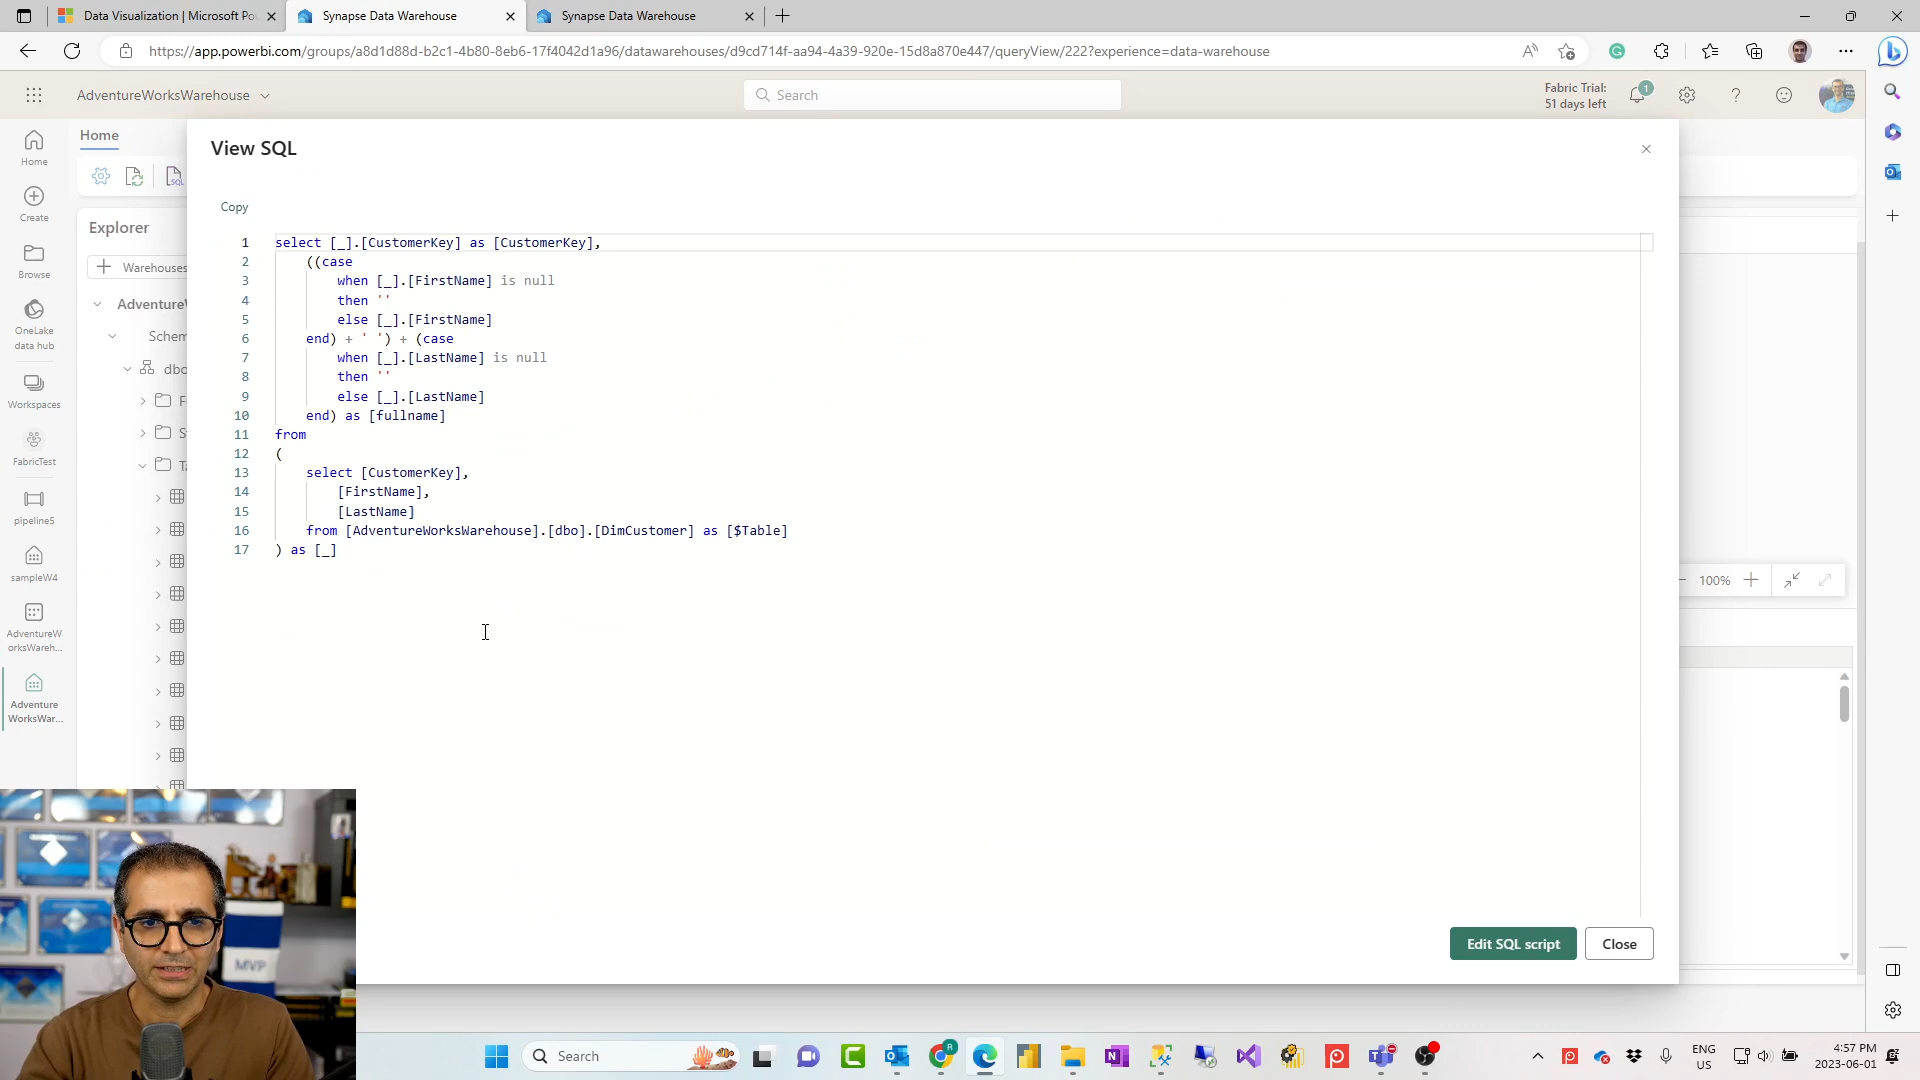 Data Visualization | Microsoft Po
Synapse Data Warehouse
Synapse Data Warehouse
https://app.powerbi.com/groups/a8d1d88d-b2c1-4b80-8eb6-17f4042d1a96/datawarehouses/d9cd714f-aa94-4a39-920e-15d8a870e447/queryView/222?experience=data-warehouse
AdventureWorksWarehouse
Search
Fabric Trial:
51 days left
1
Home
Home
Create
Browse
OneLake
data hub
Workspaces
FabricTest
pipeline5
sampleW4
AdventureW
orksWareh...
Adventure
WorksWar...
SQL
Explorer
Warehouses
Adventure
Schem
dbo
View SQL
Copy
1 select [_].[CustomerKey] as [CustomerKey],
2 ((case
3 when [_].[FirstName] is null
4 then ''
5 else [_].[FirstName]
6 end) + ' ') + (case
7 when [_].[LastName] is null
8 then ''
9 else [_].[LastName]
10 end) as [fullname]
11 from
12 (
13 select [CustomerKey],
14 [FirstName],
15 [LastName]
16 from [AdventureWorksWarehouse].[dbo].[DimCustomer] as [$Table]
17 ) as [_]
100%
Edit SQL script
Close
MVP
Search
ENG
US
4:57 PM
2023-06-01